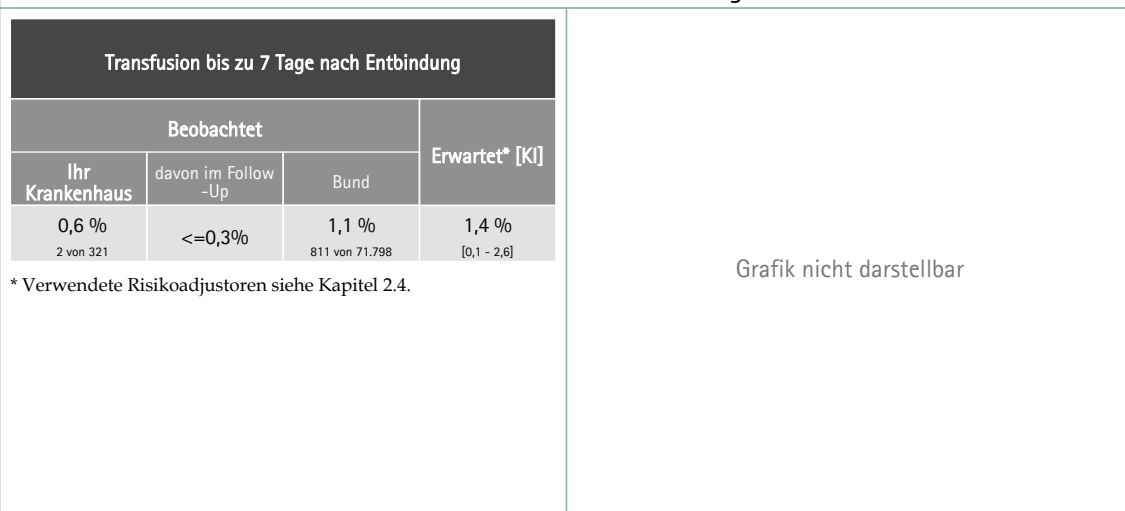 Transfusion bis zu 7 Tage nach Entbindung
Beobachtet
Erwartet* [KI]
Ihr
Krankenhaus
davon im Follow
-Up
Bund
0,6 %
2 von 321
<=0,3%
1,1 %
811 von 71.798
1,4 %
[0,1 - 2,6]
* Verwendete Risikoadjustoren siehe Kapitel 2.4.
Grafik nicht darstellbar